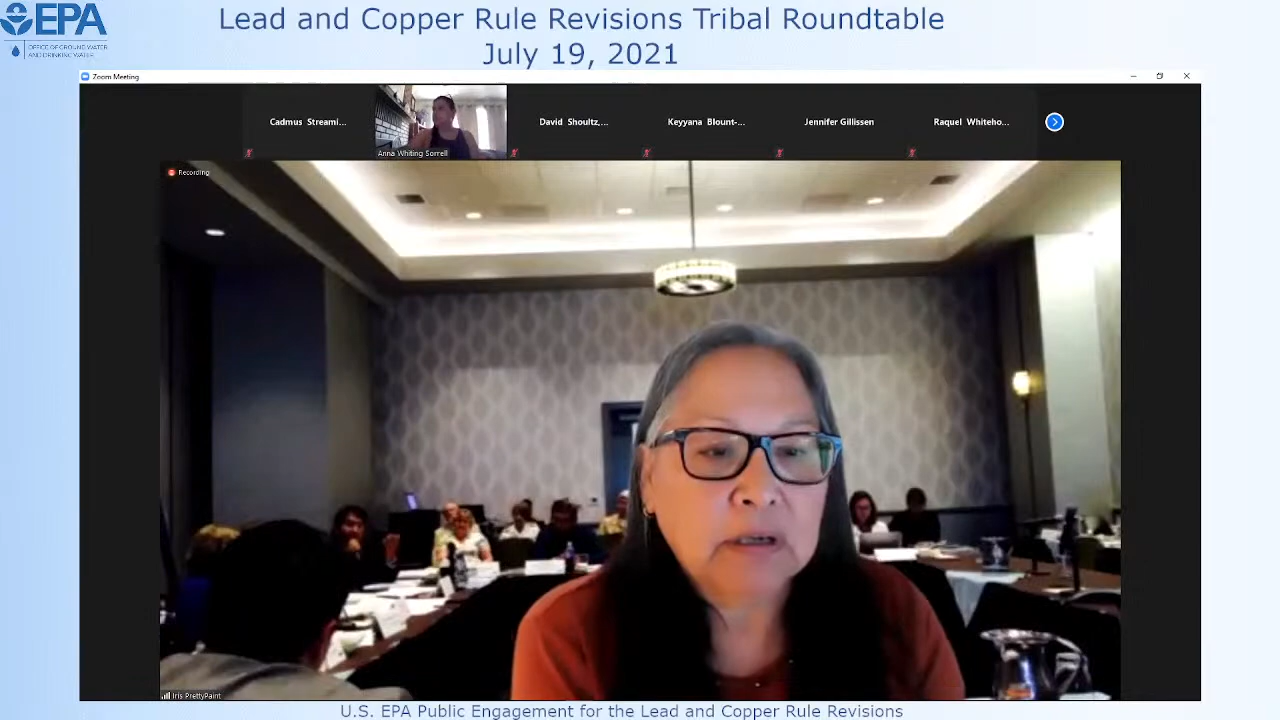 EPA
OFFICE OF GROUND WATER
AND DRINKING WATER
Lead and Copper Rule Revisions Tribal Roundtable
July 19, 2021
Zoom Meeting
Cadmus Streami...
Anna Whiting Sorrell
David Shoultz,...
Keyyana Blount-...
Jennifer Gillissen
Raquel Whiteho...
Recording
Iris PrettyPaint
U.S. EPA Public Engagement for the Lead and Copper Rule Revisions